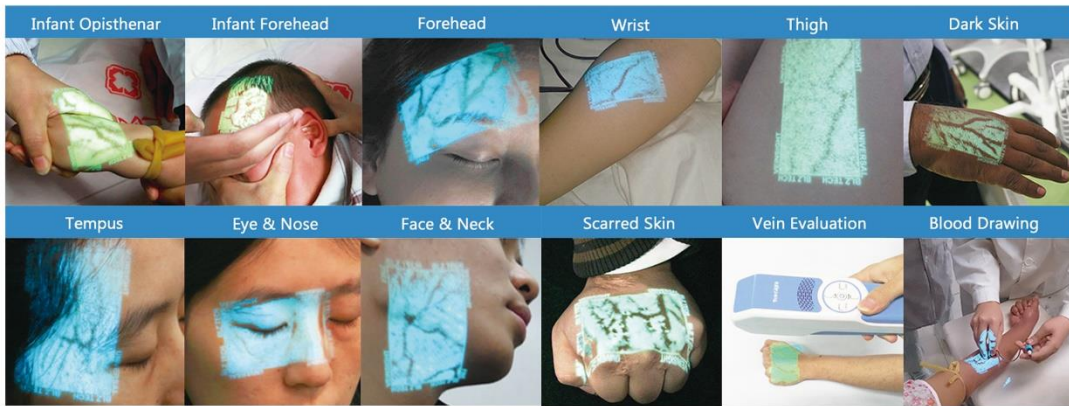 Infant Opisthenar
Infant Forehead
Forehead
Wrist
Thigh
Dark Skin
Tempus
Eye & Nose
Face & Neck
Scarred Skin
Vein Evaluation
Blood Drawing